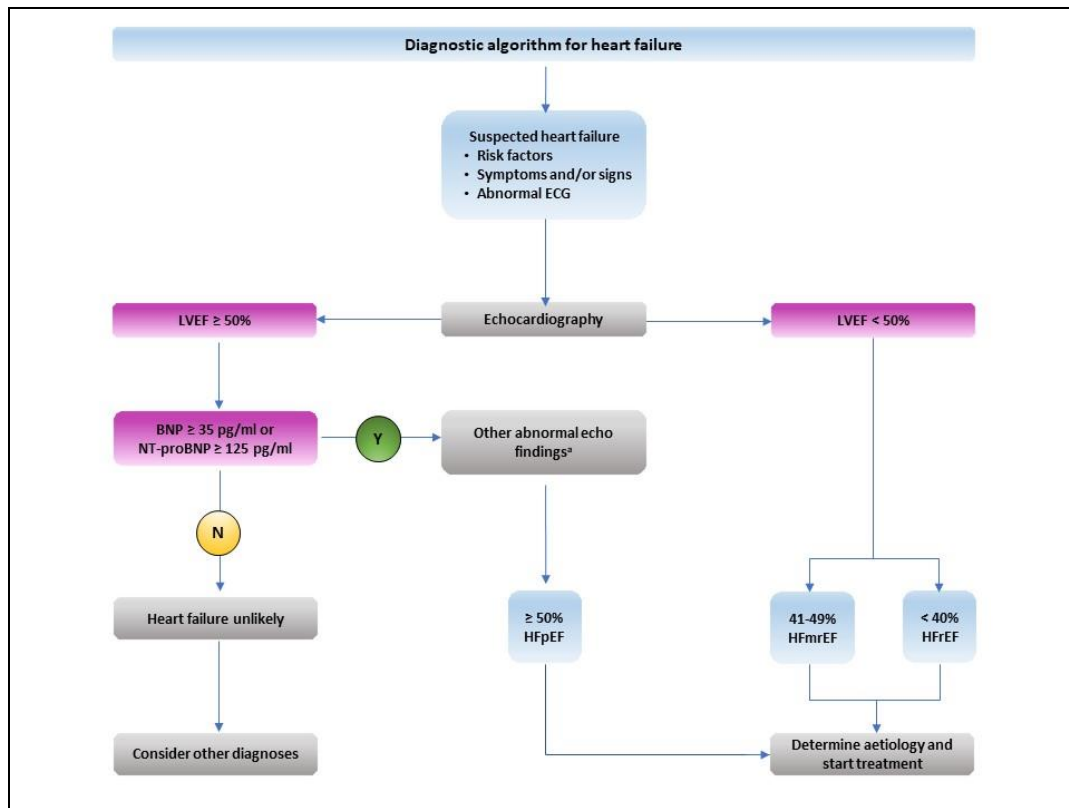 Diagnostic algorithm for heart failure
Suspected heart failure
• Risk factors
• Symptoms and/or signs
• Abnormal ECG
LVEF ≥ 50%
Echocardiography
LVEF < 50%
BNP ≥ 35 pg/ml or
NT-proBNP ≥ 125 pg/ml
Y
Other abnormal echo
findingsᵃ
N
Heart failure unlikely
≥ 50%
HFpEF
41-49%
HFmrEF
< 40%
HFrEF
Consider other diagnoses
Determine aetiology and
start treatment